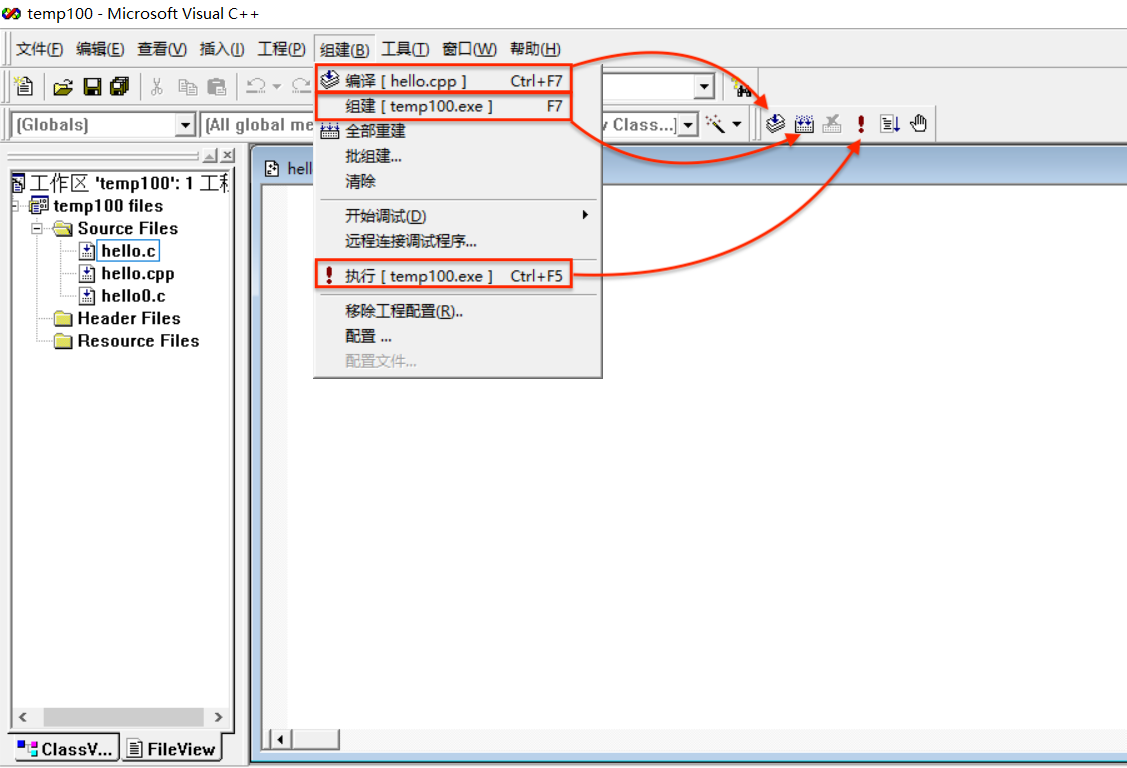 temp100 - Microsoft Visual C++
文件(F) 编辑(E) 查看(V) 插入(I) 工程(P) 组建(B) 工具(T) 窗口(W) 帮助(H)
编译 [ hello.cpp ] Ctrl+F7
组建 [ temp100.exe ] F7
[Globals] [All global me Class...]
全部重建
批组建...
清除
开始调试(D)
远程连接调试程序...
执行 [ temp100.exe ] Ctrl+F5
移除工程配置(R)..
配置 ...
配置文件...
hell
工作区 'temp100': 1 工程
temp100 files
Source Files
hello.c
hello.cpp
hello0.c
Header Files
Resource Files
ClassV... FileView